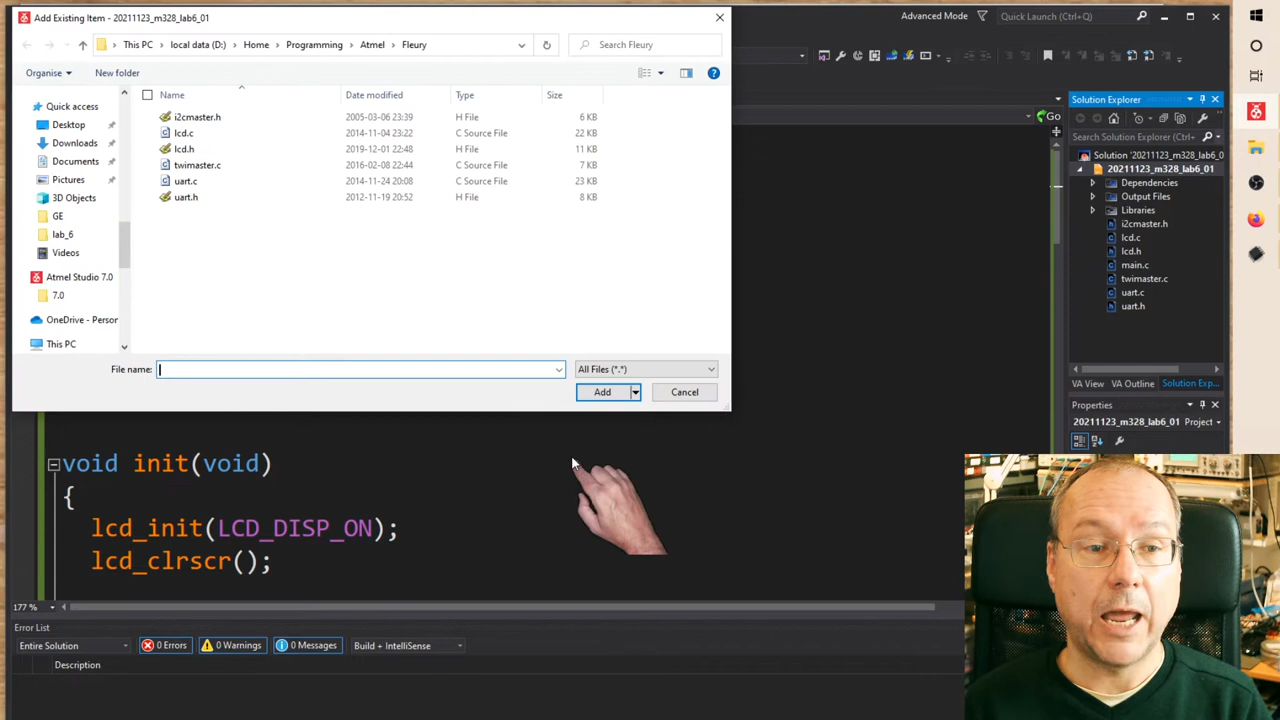 Add Existing Item - 20211123_m328_lab6_01
Advanced Mode
Quick Launch (Ctrl+Q)
This PC > local data (D:) > Home > Programming > Atmel > Fleury
Search Fleury
Organise
New folder
Name
Date modified
Type
Size
Quick access
Desktop
Downloads
Documents
Pictures
3D Objects
GE
lab_6
Videos
Atmel Studio 7.0
7.0
OneDrive - Person
This PC
i2cmaster.h 2005-03-06 23:39 H File 6 KB
lcd.c 2014-11-04 23:22 C Source File 22 KB
lcd.h 2019-12-01 22:48 H File 11 KB
twimaster.c 2016-02-08 22:44 C Source File 7 KB
uart.c 2014-11-24 20:08 C Source File 23 KB
uart.h 2012-11-19 20:52 H File 8 KB
File name:
All Files (*.*)
Add
Cancel
Go
Solution Explorer
Search Solution Explorer (Ctrl+
Solution '20211123_m328_lab6_0
20211123_m328_lab6_01
Dependencies
Output Files
Libraries
i2cmaster.h
lcd.c
lcd.h
main.c
twimaster.c
uart.c
uart.h
VA View
VA Outline
Solution Exp...
Properties
20211123_m328_lab6_01 Project
void init(void)
{
lcd_init(LCD_DISP_ON);
lcd_clrscr();
177 %
Error List
Entire Solution
0 Errors
0 Warnings
0 Messages
Build + IntelliSense
Description